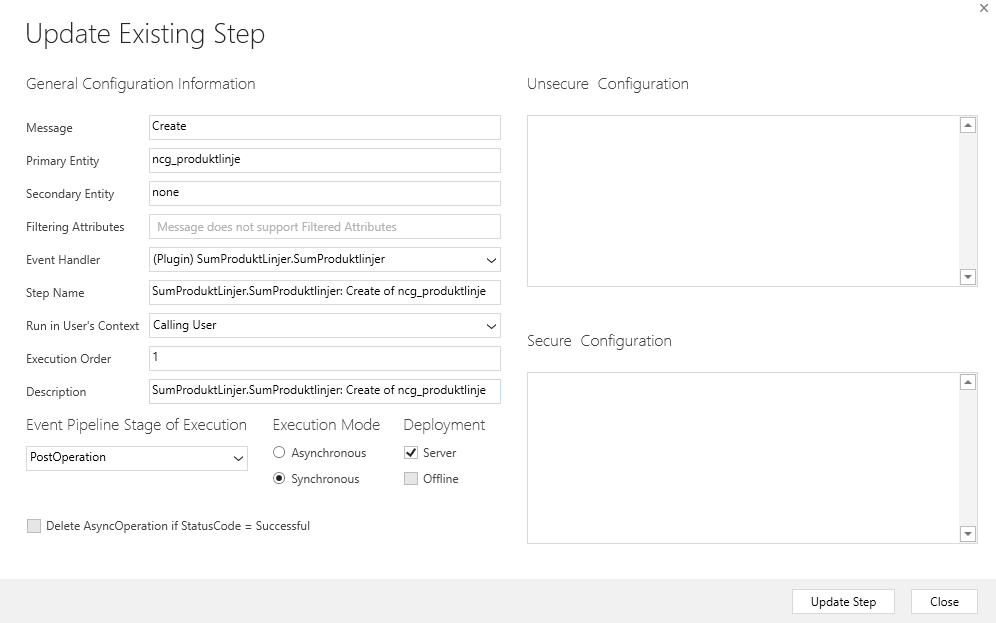 Update Existing Step
General Configuration Information
Message
Create
Primary Entity
ncg_produktlinje
Secondary Entity
none
Filtering Attributes
Message does not support Filtered Attributes
Event Handler
(Plugin) SumProduktLinjer.SumProduktlinjer
Step Name
SumProduktLinjer.SumProduktlinjer: Create of ncg_produktlinje
Run in User's Context
Calling User
Execution Order
1
Description
SumProduktLinjer.SumProduktlinjer: Create of ncg_produktlinje
Event Pipeline Stage of Execution
PostOperation
Execution Mode
Asynchronous
Synchronous
Deployment
Server
Offline
Delete AsyncOperation if StatusCode = Successful
Unsecure Configuration
Secure Configuration
Update Step
Close